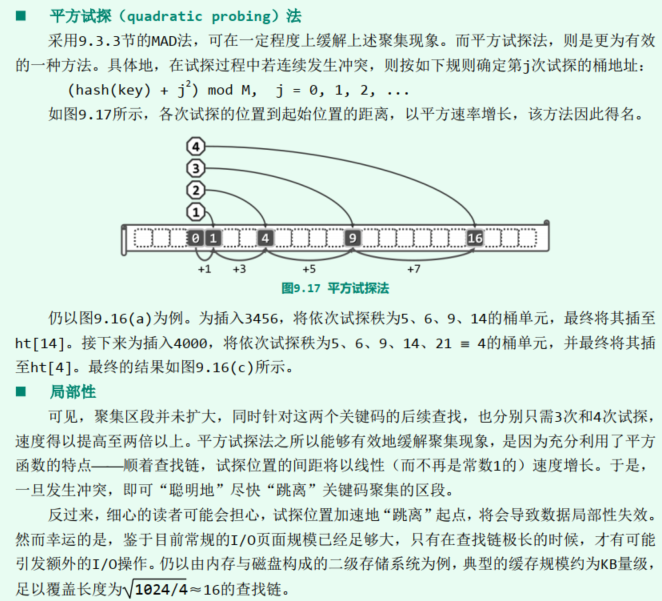 ■ 平方试探（quadratic probing）法
采用9.3.3节的MAD法，可在一定程度上缓解上述聚集现象。而平方试探法，则是更为有效
的一种方法。具体地，在试探过程中若连续发生冲突，则按如下规则确定第j次试探的桶地址：
(hash(key) + j²) mod M,  j = 0, 1, 2, ...
如图9.17所示，各次试探的位置到起始位置的距离，以平方速率增长，该方法因此得名。
4
3
2
1
0 1 4 9 16
+1 +3 +5 +7
图9.17 平方试探法
仍以图9.16(a)为例。为插入3456，将依次试探秩为5、6、9、14的桶单元，最终将其插至
ht[14]。接下来为插入4000，将依次试探秩为5、6、9、14、21 ≡ 4的桶单元，并最终将其插
至ht[4]。最终的结果如图9.16(c)所示。
■ 局部性
可见，聚集区段并未扩大，同时针对这两个关键码的后续查找，也分别只需3次和4次试探，
速度得以提高至两倍以上。平方试探法之所以能够有效地缓解聚集现象，是因为充分利用了平方
函数的特点——顺着查找链，试探位置的间距将以线性（而不再是常数1的）速度增长。于是，
一旦发生冲突，即可“聪明地”尽快“跳离”关键码聚集的区段。
反过来，细心的读者可能会担心，试探位置加速地“跳离”起点，将会导致数据局部性失效。
然而幸运的是，鉴于目前常规的I/O页面规模已经足够大，只有在查找链极长的时候，才有可能
引发额外的I/O操作。仍以由内存与磁盘构成的二级存储系统为例，典型的缓存规模约为KB量级，
足以覆盖长度为√1024/4≈16的查找链。